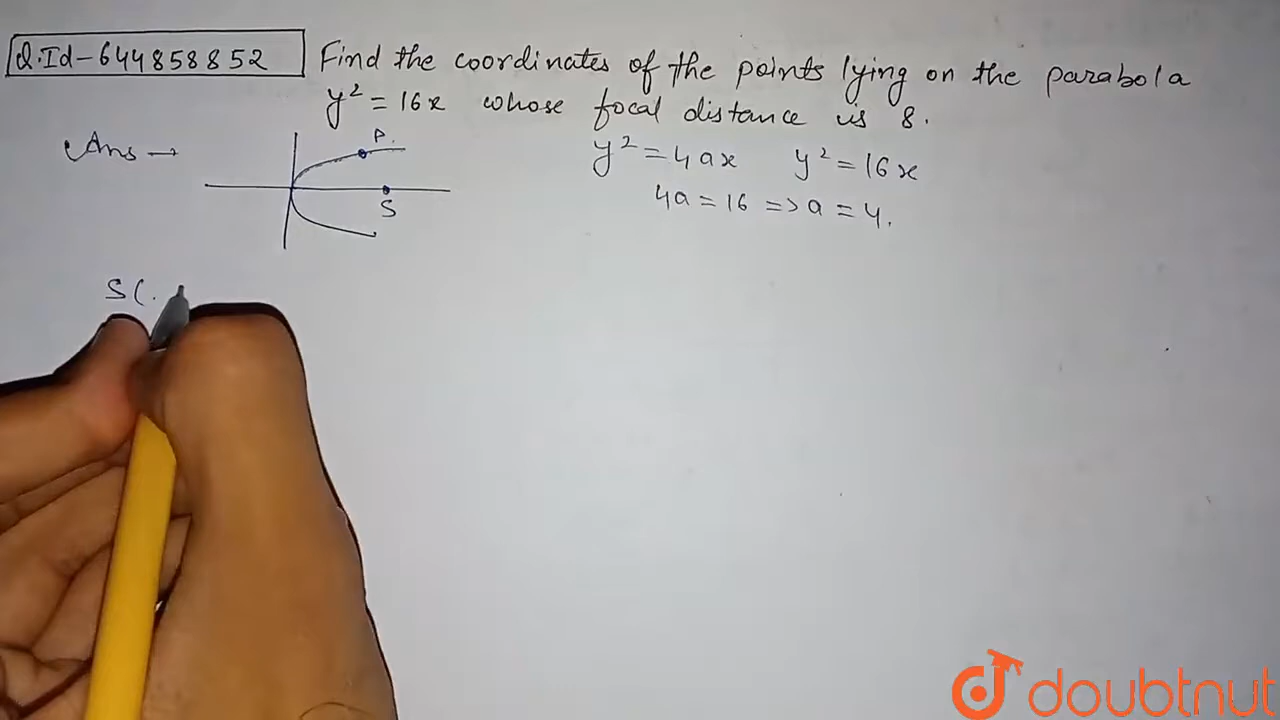 Q.Id-644858852 Find the coordinates of the points lying on the parabola
y² = 16x whose focal distance is 8.
Ans →
P.
S
y² = 4ax y² = 16x
4a = 16 => a = 4.
S(.
doubtnut